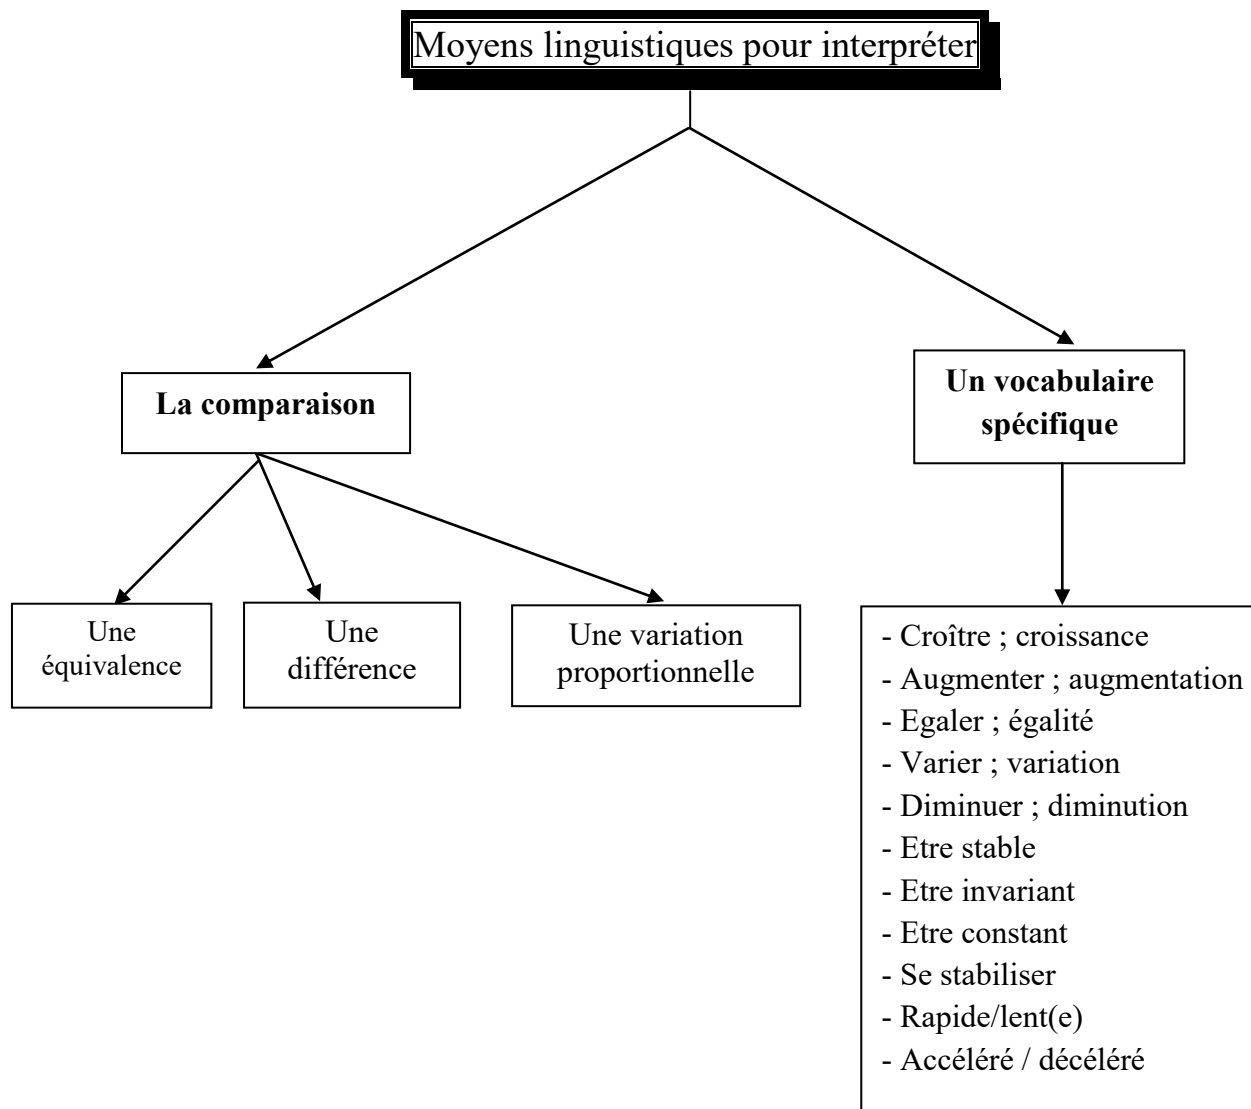 Moyens linguistiques pour interpréter
La comparaison
Un vocabulaire
spécifique
Une
équivalence
Une
différence
Une variation
proportionnelle
- Croître ; croissance
- Augmenter ; augmentation
- Egaler ; égalité
- Varier ; variation
- Diminuer ; diminution
- Etre stable
- Etre invariant
- Etre constant
- Se stabiliser
- Rapide/lent(e)
- Accéléré / décéléré